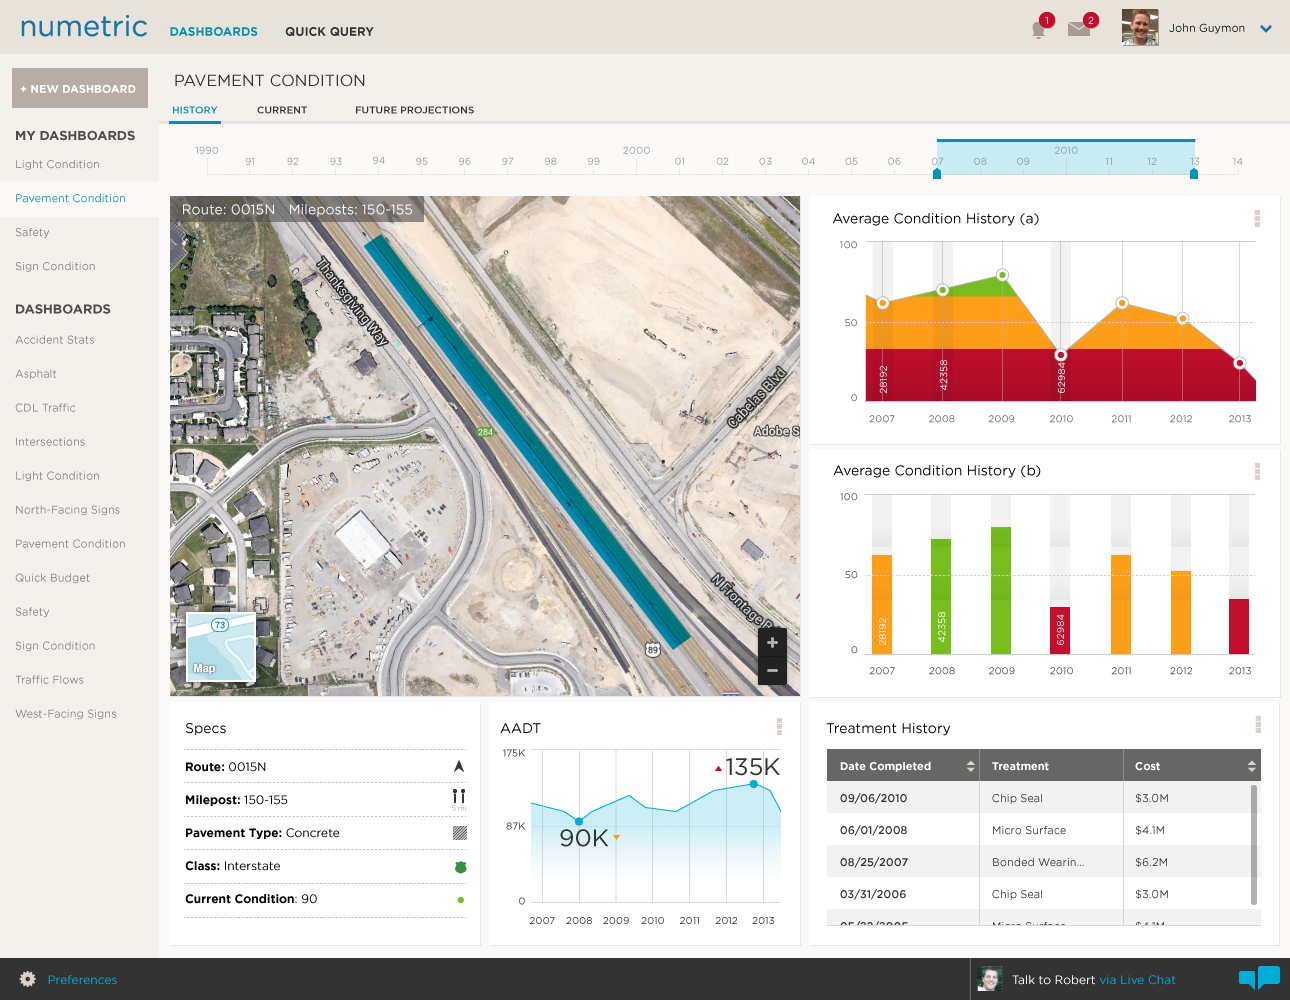 numetric
DASHBOARDS
QUICK QUERY
1
2
John Guymon
+ NEW DASHBOARD
MY DASHBOARDS
Light Condition
Pavement Condition
Safety
Sign Condition
DASHBOARDS
Accident Stats
Asphalt
CDL Traffic
Intersections
Light Condition
North-Facing Signs
Pavement Condition
Quick Budget
Safety
Sign Condition
Traffic Flows
West-Facing Signs
PAVEMENT CONDITION
HISTORY CURRENT FUTURE PROJECTIONS
1990 91 92 93 94 95 96 97 98 99 2000 01 02 03 04 05 06 07 08 09 2010 11 12 13 14
Route: 0015N Mileposts: 150-155
Thanksgiving Way
Cabelas Blvd
Adobe S
284
N Frontage R
89
73
Map
+
−
Average Condition History (a)
100
50
0
28192
42358
62984
2007 2008 2009 2010 2011 2012 2013
Average Condition History (b)
100
50
0
28192
42358
62984
2007 2008 2009 2010 2011 2012 2013
Specs
Route: 0015N
Milepost: 150-155
5 mi
Pavement Type: Concrete
Class: Interstate
Current Condition: 90
AADT
175K
135K
87K
90K
0
2007 2008 2009 2010 2011 2012 2013
Treatment History
Date Completed Treatment Cost
09/06/2010 Chip Seal $3.0M
06/01/2008 Micro Surface $4.1M
08/25/2007 Bonded Wearin... $6.2M
03/31/2006 Chip Seal $3.0M
Micro Surface $4.1M
Preferences
Talk to Robert via Live Chat